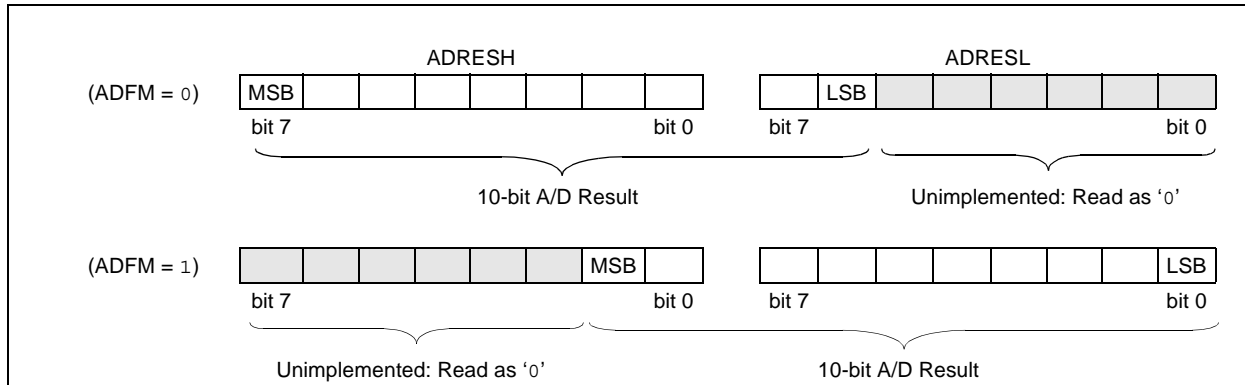 ADRESH ADRESL
(ADFM = 0) MSB LSB
bit 7 bit 0 bit 7 bit 0
10-bit A/D Result Unimplemented: Read as ‘0’
(ADFM = 1) MSB LSB
bit 7 bit 0 bit 7 bit 0
Unimplemented: Read as ‘0’ 10-bit A/D Result